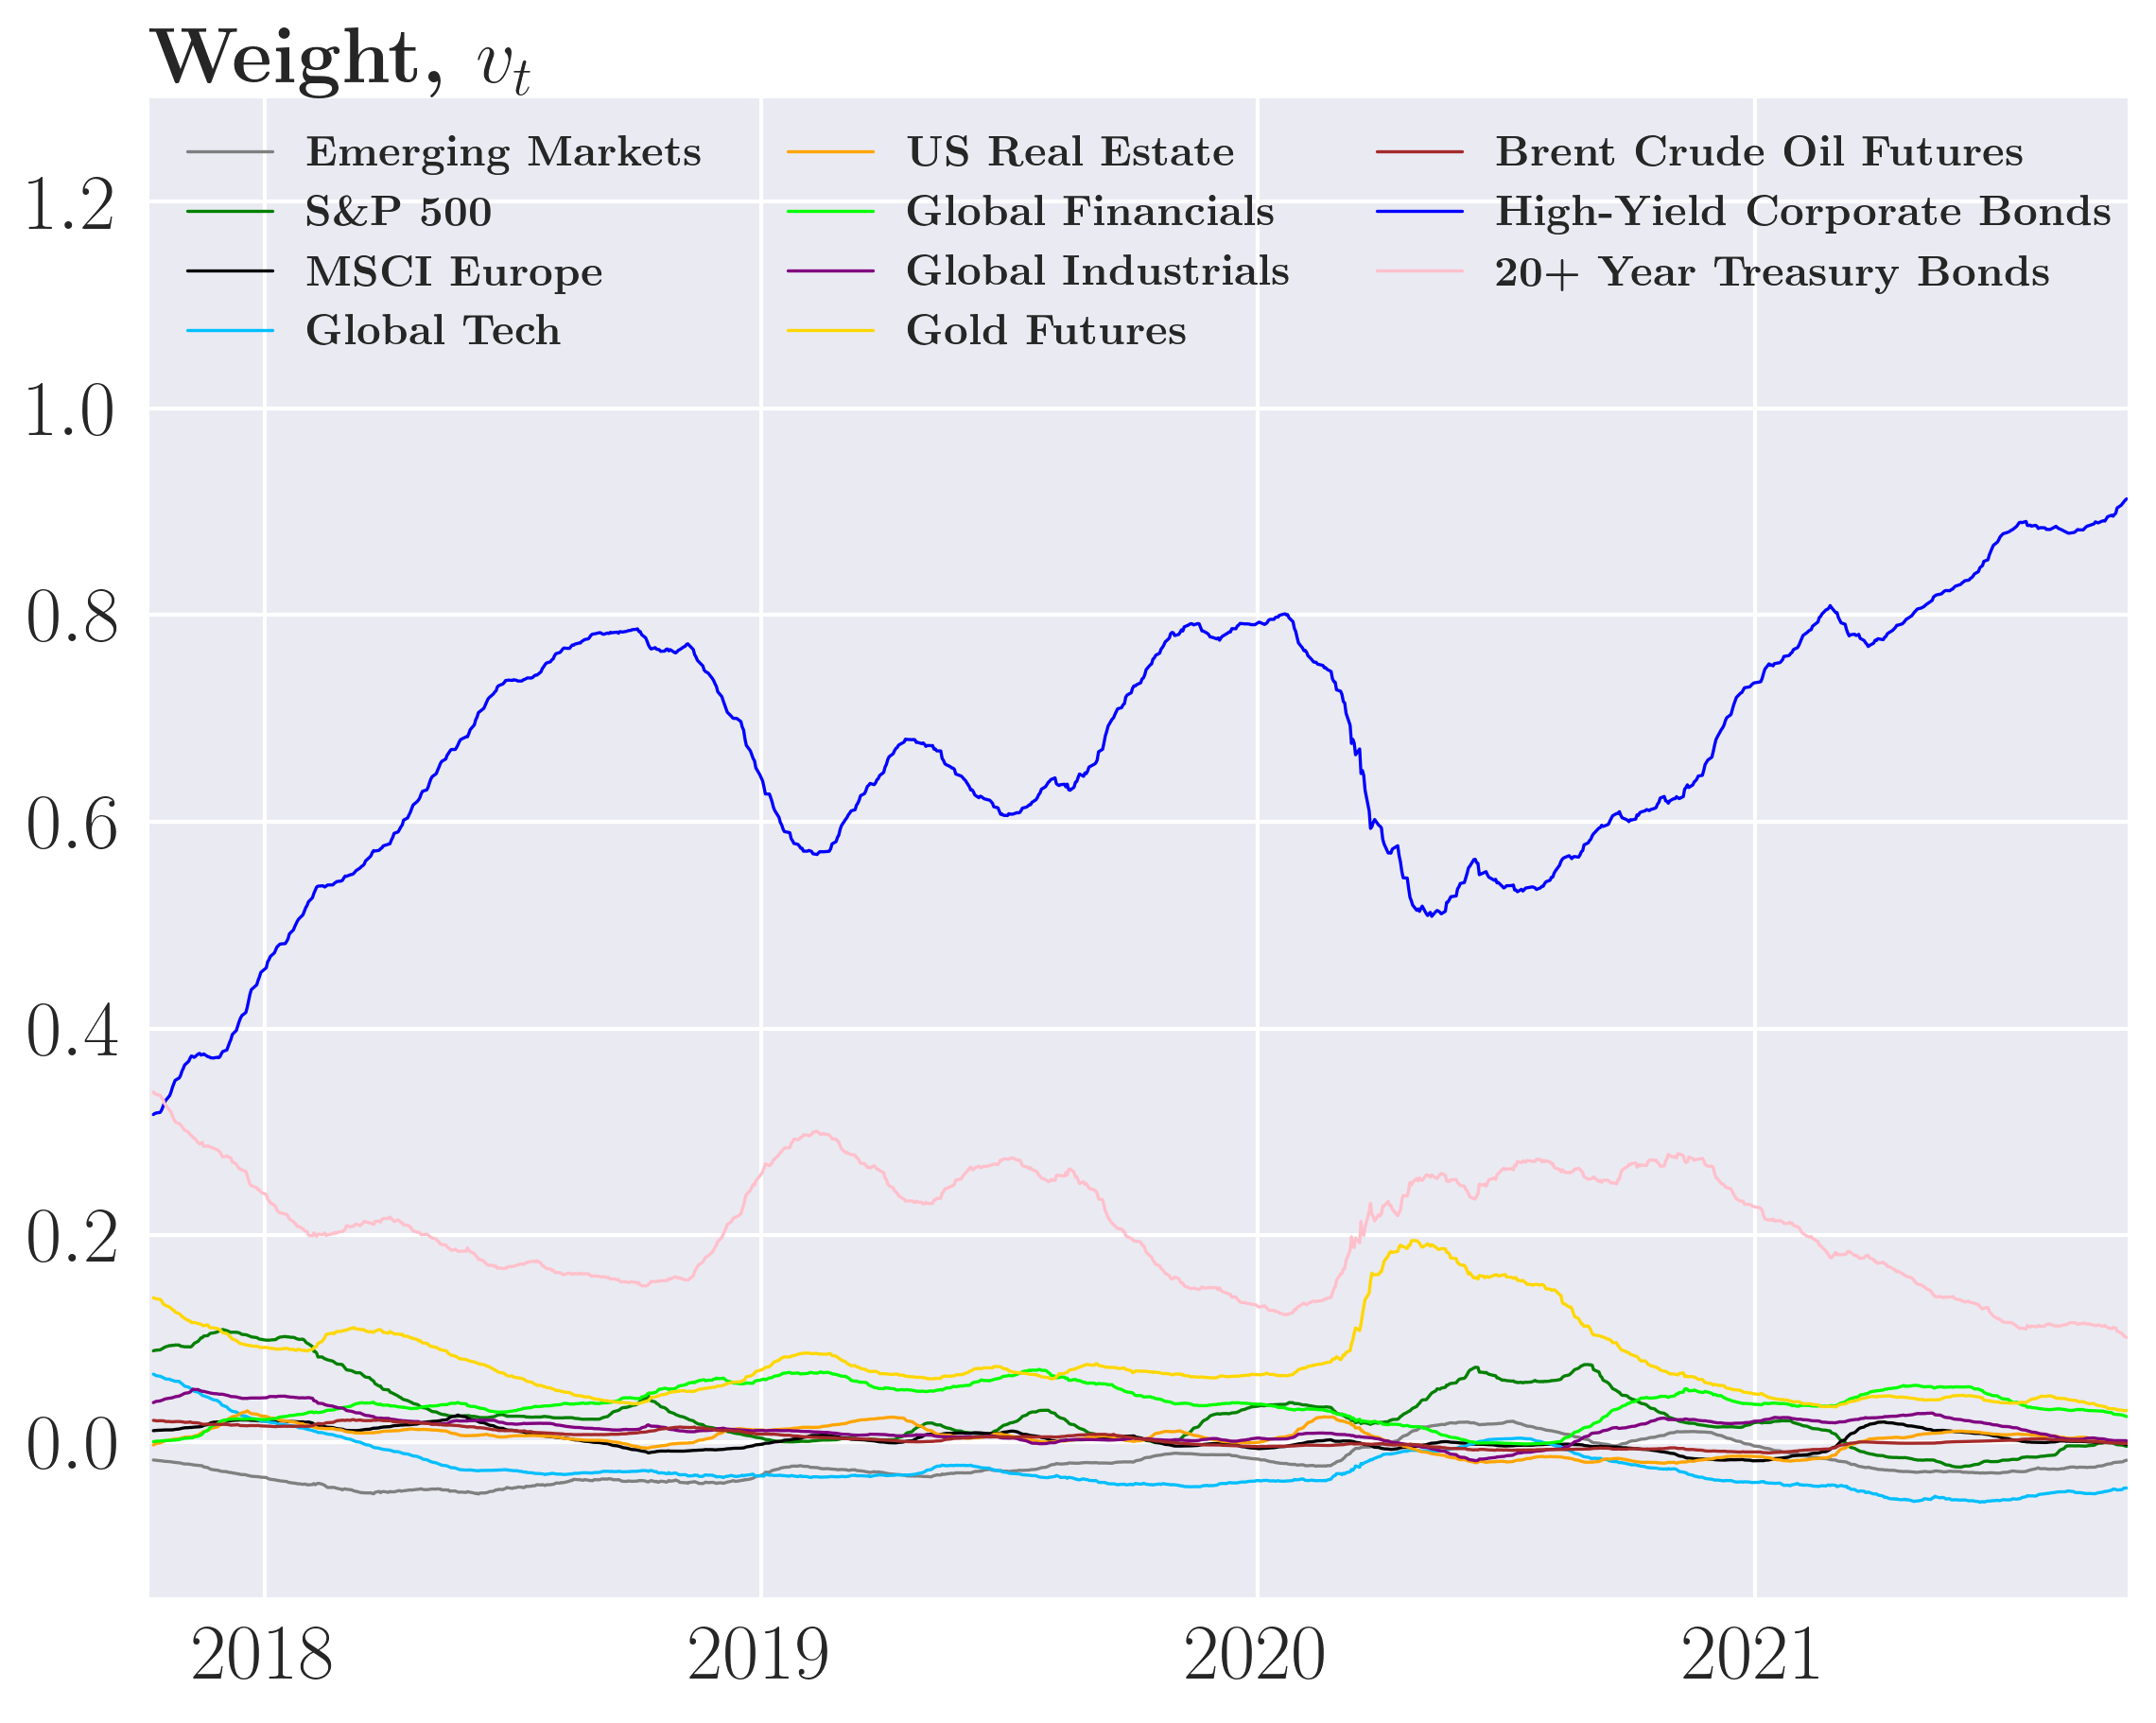 Weight, v_t
Emerging Markets
S&P 500
MSCI Europe
Global Tech
US Real Estate
Global Financials
Global Industrials
Gold Futures
Brent Crude Oil Futures
High-Yield Corporate Bonds
20+ Year Treasury Bonds
1.2
1.0
0.8
0.6
0.4
0.2
0.0
2018 2019 2020 2021